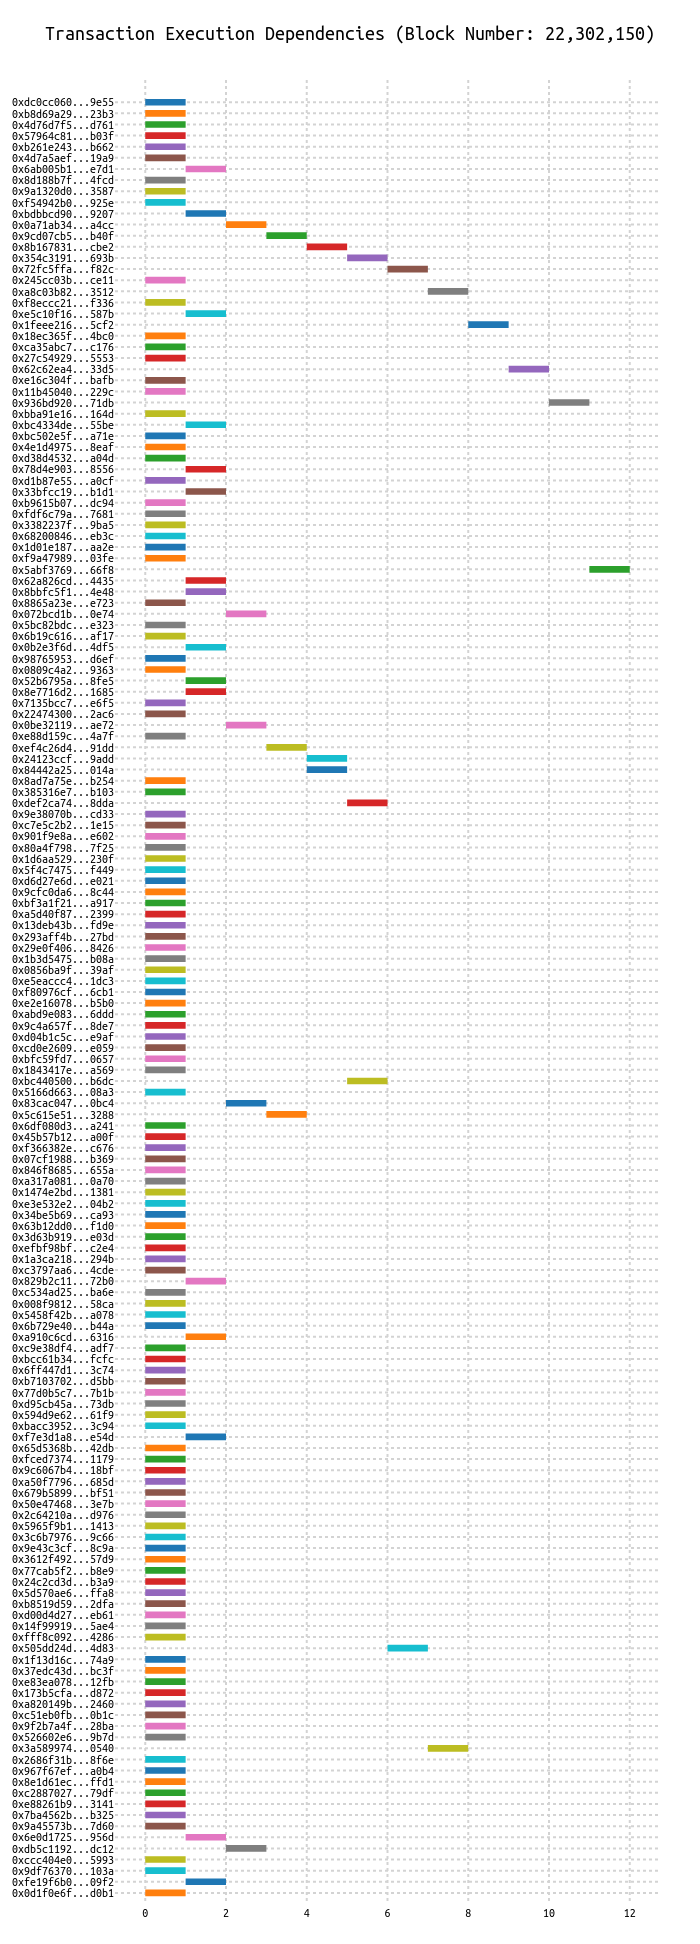 Transaction Execution Dependencies (Block Number: 22,302,150)
0xdc0cc060...9e55
0xb8d69a29...23b3
0x4d76d7f5...d761
0x57964c81...b03f
0xb261e243...b662
0x4d7a5aef...19a9
0x6ab005b1...e7d1
0x8d188b7f...4fcd
0x9a1320d0...3587
0xf54942b0...925e
0xbdbbcd90...9207
0x0a71ab34...a4cc
0x9cd07cb5...b40f
0x8b167831...cbe2
0x354c3191...693b
0x72fc5ffa...f82c
0x245cc03b...ce11
0xa8c03b82...3512
0xf8eccc21...f336
0xe5c10f16...587b
0x1feee216...5cf2
0x18ec365f...4bc0
0xca35abc7...c176
0x27c54929...5553
0x62c62ea4...33d5
0xe16c304f...bafb
0x11b45040...229c
0x936bd920...71db
0xbba91e16...164d
0xbc4334de...55be
0xbc502e5f...a71e
0x4e1d4975...8eaf
0xd38d4532...a04d
0x78d4e903...8556
0xd1b87e55...a0cf
0x33bfcc19...b1d1
0xb9615b07...dc94
0xfdf6c79a...7681
0x3382237f...9ba5
0x68200846...eb3c
0x1d01e187...aa2e
0xf9a47989...03fe
0x5abf3769...66f8
0x62a826cd...4435
0x8bbfc5f1...4e48
0x8865a23e...e723
0x072bcd1b...0e74
0x5bc82bdc...e323
0x6b19c616...af17
0x0b2e3f6d...4df5
0x98765953...d6ef
0x0809c4a2...9363
0x52b6795a...8fe5
0x8e7716d2...1685
0x7135bcc7...e6f5
0x22474300...2ac6
0x0be32119...ae72
0xe88d159c...4a7f
0xef4c26d4...91dd
0x24123ccf...9add
0x84442a25...014a
0x8ad7a75e...b254
0x385316e7...b103
0xdef2ca74...8dda
0x9e38070b...cd33
0xc7e5c2b2...1e15
0x901f9e8a...e602
0x80a4f798...7f25
0x1d6aa529...230f
0x5f4c7475...f449
0xd6d27e6d...e021
0x9cfc0da6...8c44
0xbf3a1f21...a917
0xa5d40f87...2399
0x13deb43b...fd9e
0x293aff4b...27bd
0x29e0f406...8426
0x1b3d5475...b08a
0x0856ba9f...39af
0xe5eaccc4...1dc3
0xf80976cf...6cb1
0xe2e16078...b5b0
0xabd9e083...6ddd
0x9c4a657f...8de7
0xd04b1c5c...e9af
0xcd0e2609...e059
0xbfc59fd7...0657
0x1843417e...a569
0xbc440500...b6dc
0x5166d663...08a3
0x83cac047...0bc4
0x5c615e51...3288
0x6df080d3...a241
0x45b57b12...a00f
0xf366382e...c676
0x07cf1988...b369
0x846f8685...655a
0xa317a081...0a70
0x1474e2bd...1381
0xe3e532e2...04b2
0x34be5b69...ca93
0x63b12dd0...f1d0
0x3d63b919...e03d
0xefbf98bf...c2e4
0x1a3ca218...294b
0xc3797aa6...4cde
0x829b2c11...72b0
0xc534ad25...ba6e
0x008f9812...58ca
0x5458f42b...a078
0x6b729e40...b44a
0xa910c6cd...6316
0xc9e38df4...adf7
0xbcc61b34...fcfc
0x6ff447d1...3c74
0xb7103702...d5bb
0x77d0b5c7...7b1b
0xd95cb45a...73db
0x594d9e62...61f9
0xbacc3952...3c94
0xf7e3d1a8...e54d
0x65d5368b...42db
0xfced7374...1179
0x9c6067b4...18bf
0xa50f7796...685d
0x679b5899...bf51
0x50e47468...3e7b
0x2c64210a...d976
0x5965f9b1...1413
0x3c6b7976...9c66
0x9e43c3cf...8c9a
0x3612f492...57d9
0x77cab5f2...b8e9
0x24c2cd3d...b3a9
0x5d570ae6...ffa8
0xb8519d59...2dfa
0xd00d4d27...eb61
0x14f99919...5ae4
0xfff8c092...4286
0x505dd24d...4d83
0x1f13d16c...74a9
0x37edc43d...bc3f
0xe83ea078...12fb
0x173b5cfa...d872
0xa820149b...2460
0xc51eb0fb...0b1c
0x9f2b7a4f...28ba
0x526602e6...9b7d
0x3a589974...0540
0x2686f31b...8f6e
0x967f67ef...a0b4
0x8e1d61ec...ffd1
0xc2887027...79df
0xe88261b9...3141
0x7ba4562b...b325
0x9a45573b...7d60
0x6e0d1725...956d
0xdb5c1192...dc12
0xccc404e0...5993
0x9df76370...103a
0xfe19f6b0...09f2
0x0d1f0e6f...d0b1
0 2 4 6 8 10 12